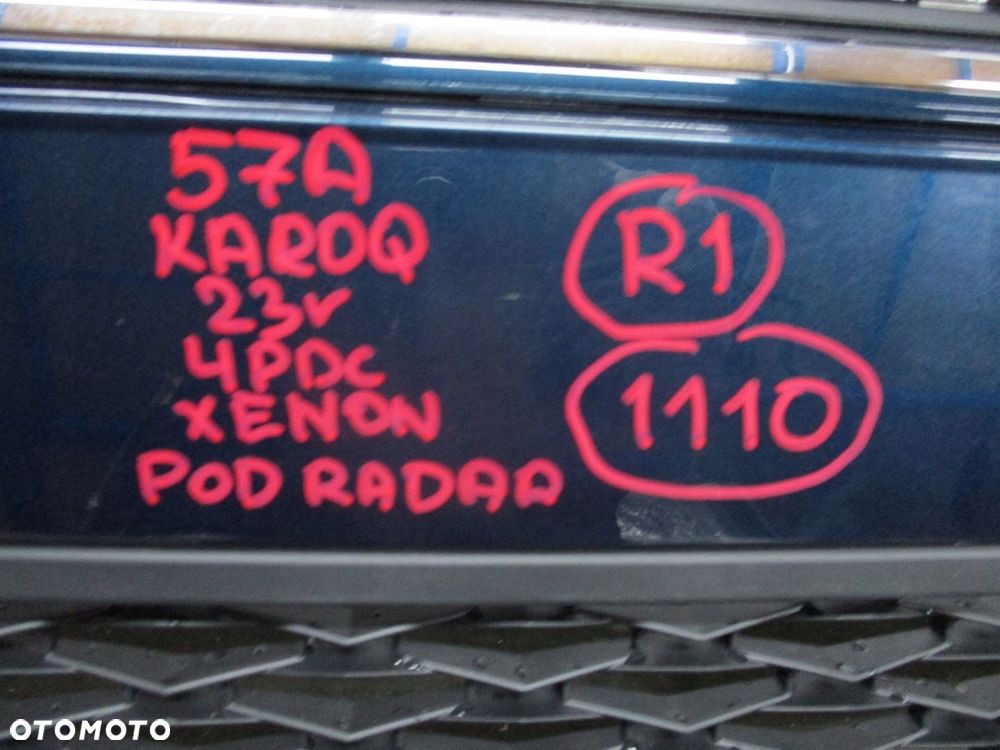 57A
KAROQ
23r
4PDC
XENON
POD RADAR
R1
1110
OTOMOTO